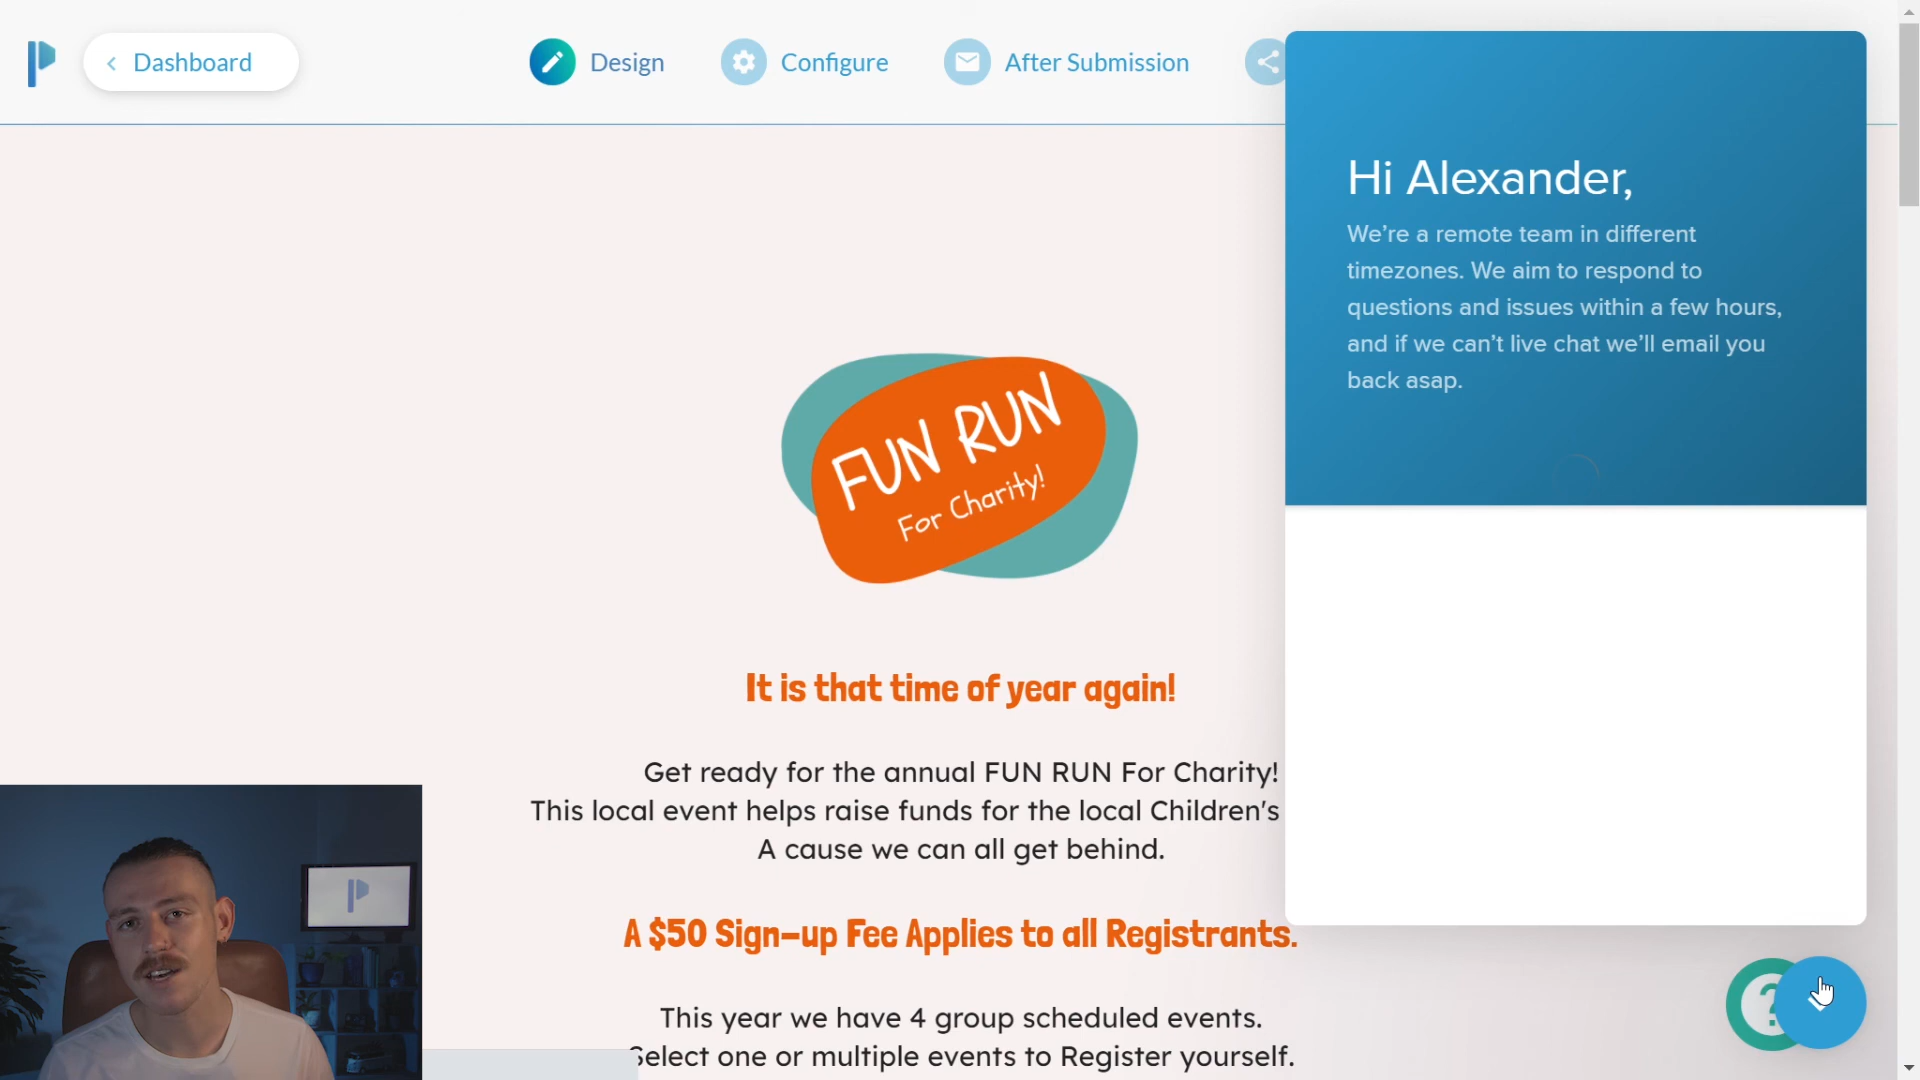 Dashboard
Design
Configure
After Submission
Hi Alexander,
We're a remote team in different
timezones. We aim to respond to
questions and issues within a few hours,
and if we can't live chat we'll email you
back asap.
FUN RUN
For Charity!
It is that time of year again!
Get ready for the annual FUN RUN For Charity!
This local event helps raise funds for the local Children's
A cause we can all get behind.
A $50 Sign-up Fee Applies to all Registrants.
This year we have 4 group scheduled events.
Select one or multiple events to Register yourself.